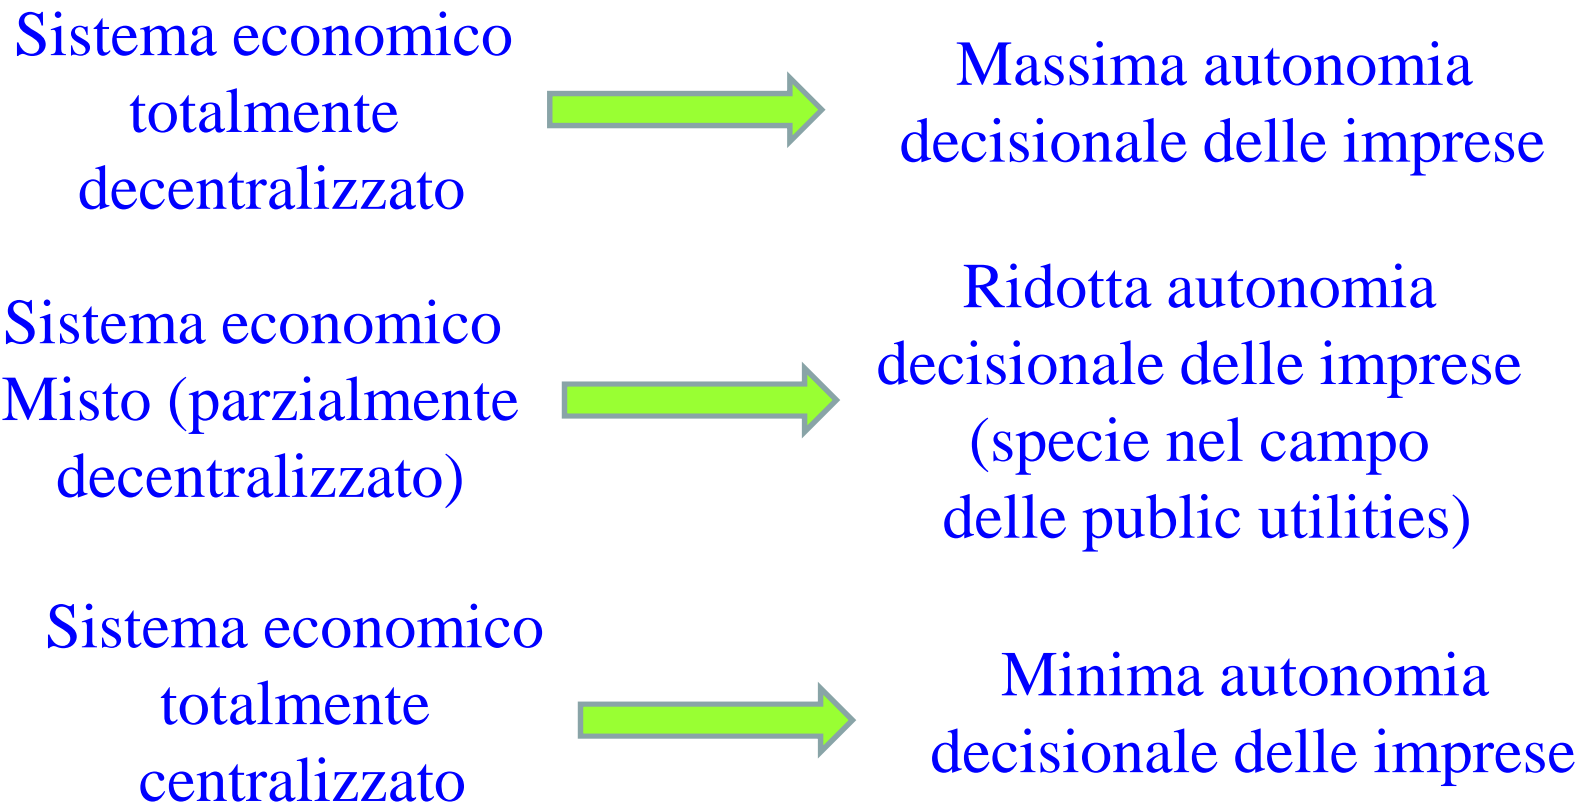 Sistema economico
totalmente
decentralizzato
Massima autonomia
decisionale delle imprese
Sistema economico
Misto (parzialmente
decentralizzato)
Ridotta autonomia
decisionale delle imprese
(specie nel campo
delle public utilities)
Sistema economico
totalmente
centralizzato
Minima autonomia
decisionale delle imprese